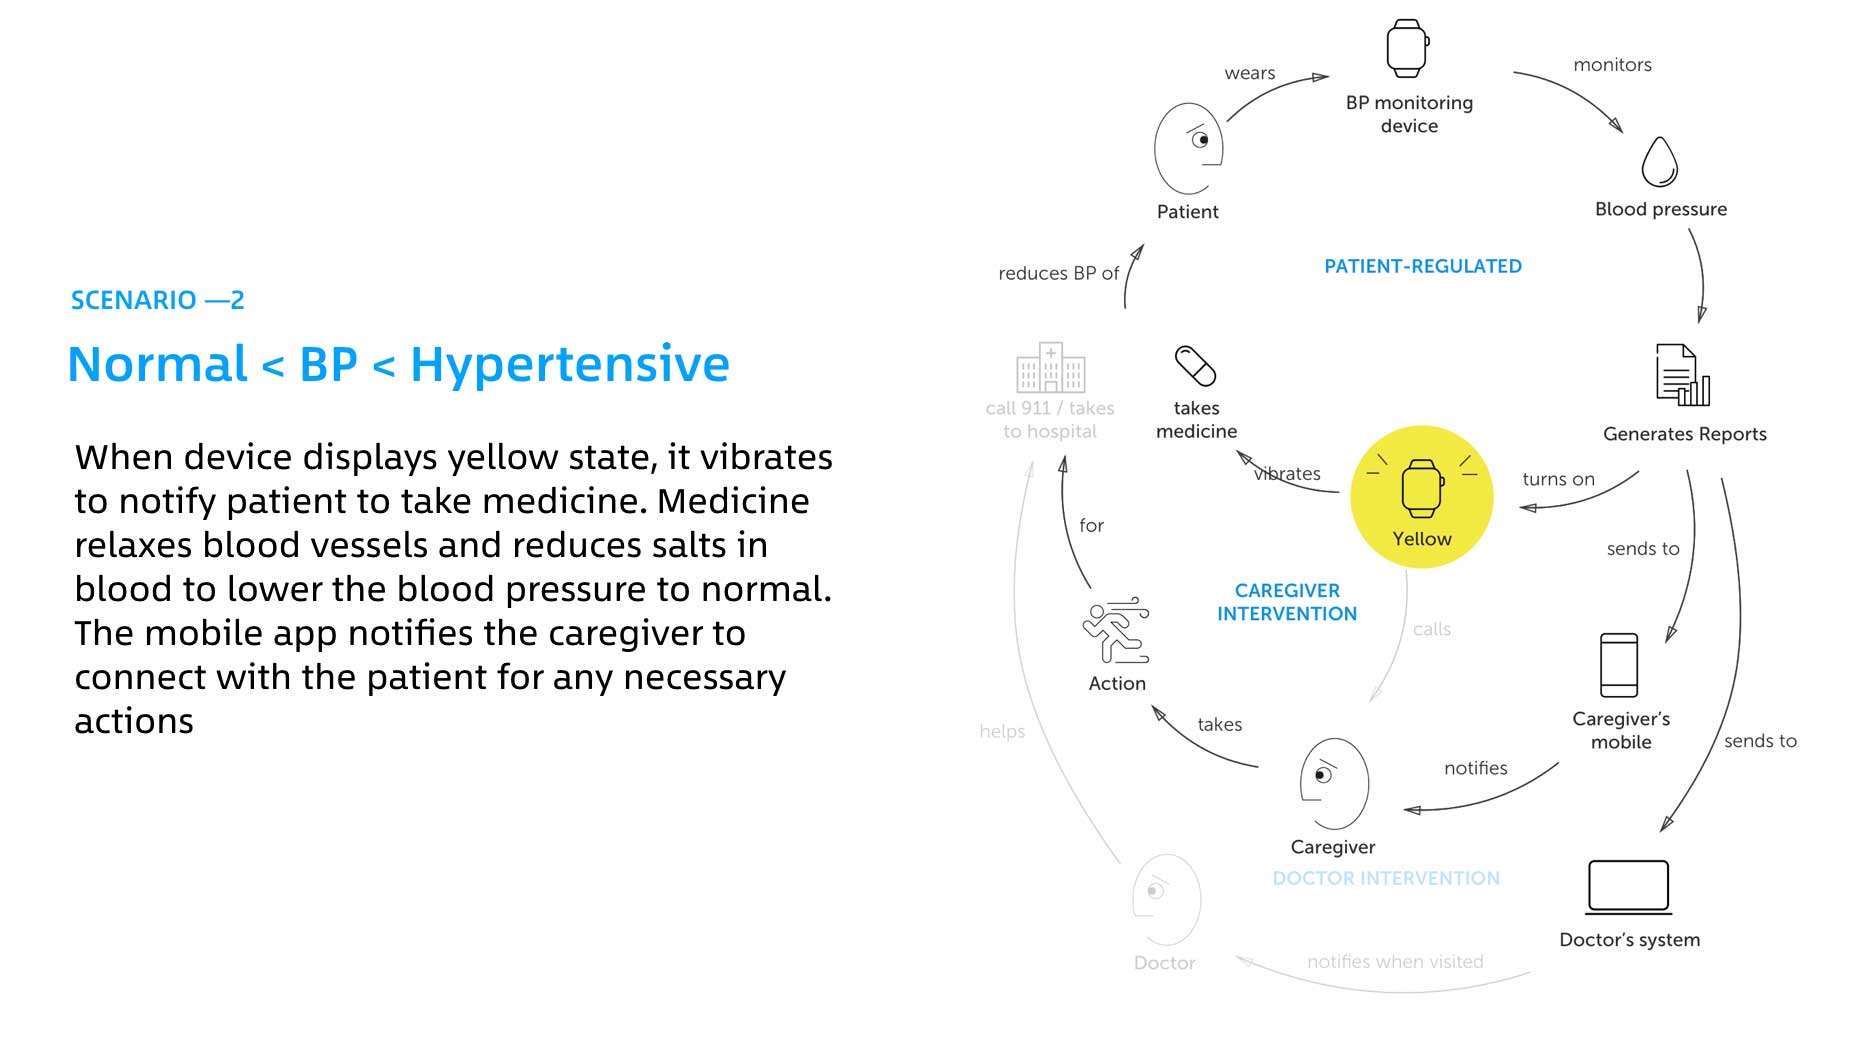 SCENARIO —2
Normal < BP < Hypertensive
When device displays yellow state, it vibrates
to notify patient to take medicine. Medicine
relaxes blood vessels and reduces salts in
blood to lower the blood pressure to normal.
The mobile app notifies the caregiver to
connect with the patient for any necessary
actions
wears
BP monitoring
device
monitors
Patient
Blood pressure
reduces BP of
PATIENT-REGULATED
call 911 / takes
to hospital
takes
medicine
Generates Reports
vibrates
turns on
Yellow
for
sends to
CAREGIVER
INTERVENTION
calls
Action
Caregiver’s
mobile
helps
takes
sends to
notifies
Caregiver
DOCTOR INTERVENTION
Doctor’s system
Doctor
notifies when visited